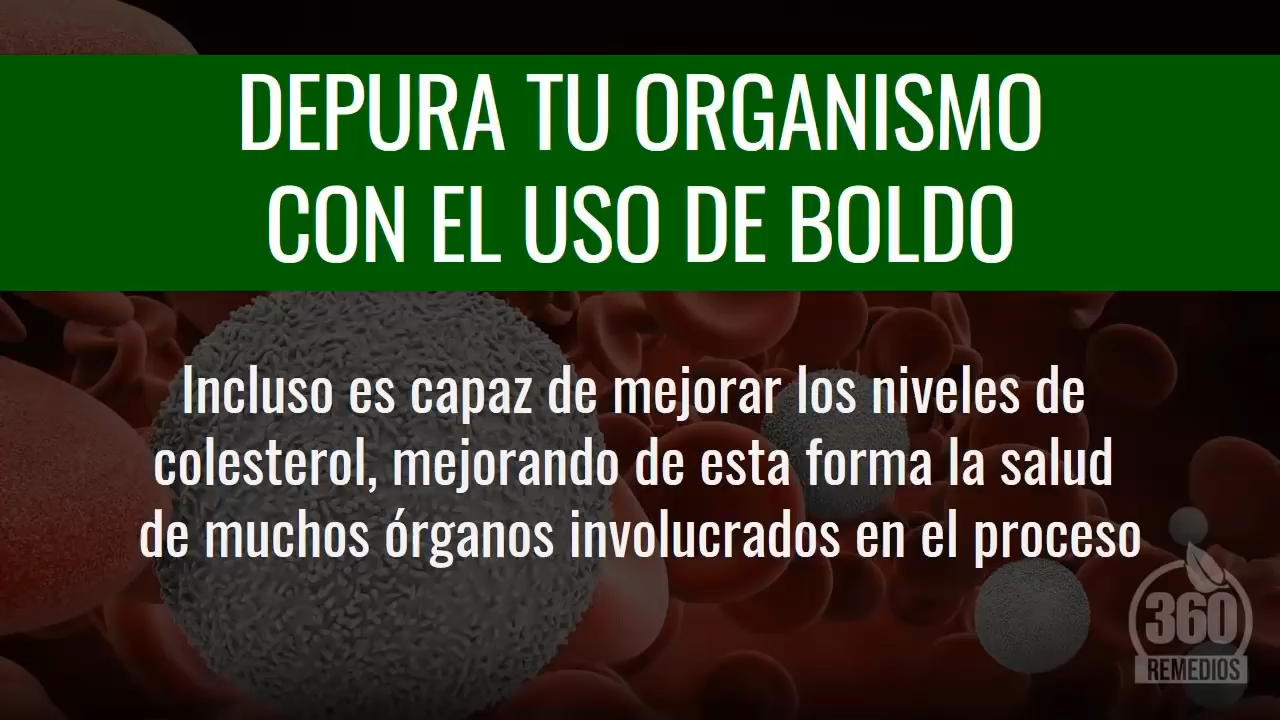 DEPURA TU ORGANISMO
CON EL USO DE BOLDO
Incluso es capaz de mejorar los niveles de
colesterol, mejorando de esta forma la salud
de muchos órganos involucrados en el proceso
360
REMEDIOS